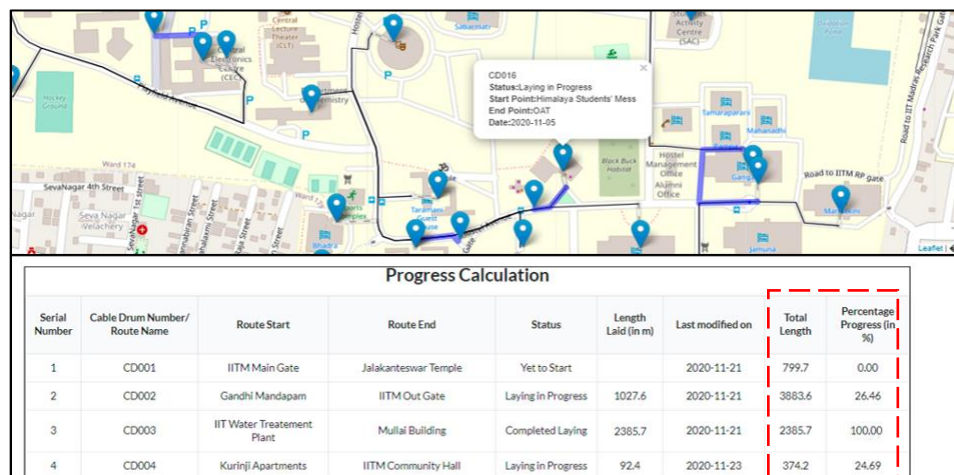 Central
Lecture
Theater
(CLT)
Hostel
Sabarmati
Activity
Centre
(SAC)
Central
Electronics
Centre
(CEC)
P
P
P
P
Hockey
Ground
CD016
Status:Laying in Progress
Start Point:Himalaya Students' Mess
End Point:OAT
Date:2020-11-05
×
Tamaraparani
Mahanadhi
Road to IIT Madras Research Park Gate
Ward 174
SevaNagar 4th Street
Seva Nagar
Velachery
SevaNagar 1st street
Black Buck
Habitat
Hostel
Management
Office
Alumni
Office
Ganga
Road to IITM RP gate
Taramani
Guest
House
Bhadra
Gate
Jamuna
Leaflet |
Progress Calculation
Serial Number Cable Drum Number/ Route Name Route Start Route End Status Length Laid (in m) Last modified on Total Length Percentage Progress (in %)
1 CD001 IITM Main Gate Jalakanteswar Temple Yet to Start 2020-11-21 799.7 0.00
2 CD002 Gandhi Mandapam IITM Out Gate Laying in Progress 1027.6 2020-11-21 3883.6 26.46
3 CD003 IIT Water Treatement Plant Mullai Building Completed Laying 2385.7 2020-11-21 2385.7 100.00
4 CD004 Kurinji Apartments IITM Community Hall Laying in Progress 92.4 2020-11-23 374.2 24.69